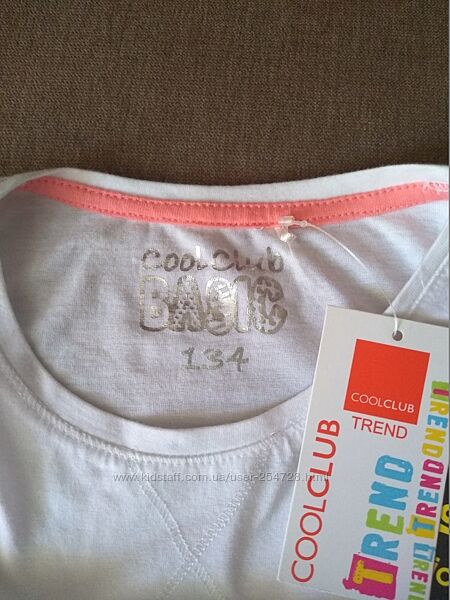 Cool Club
BASIC
134
www.kidstaff.com.ua/user-254728.html
COOLCLUB
COOLCLUB
TREND
TREND
TREND
TREND
TREND